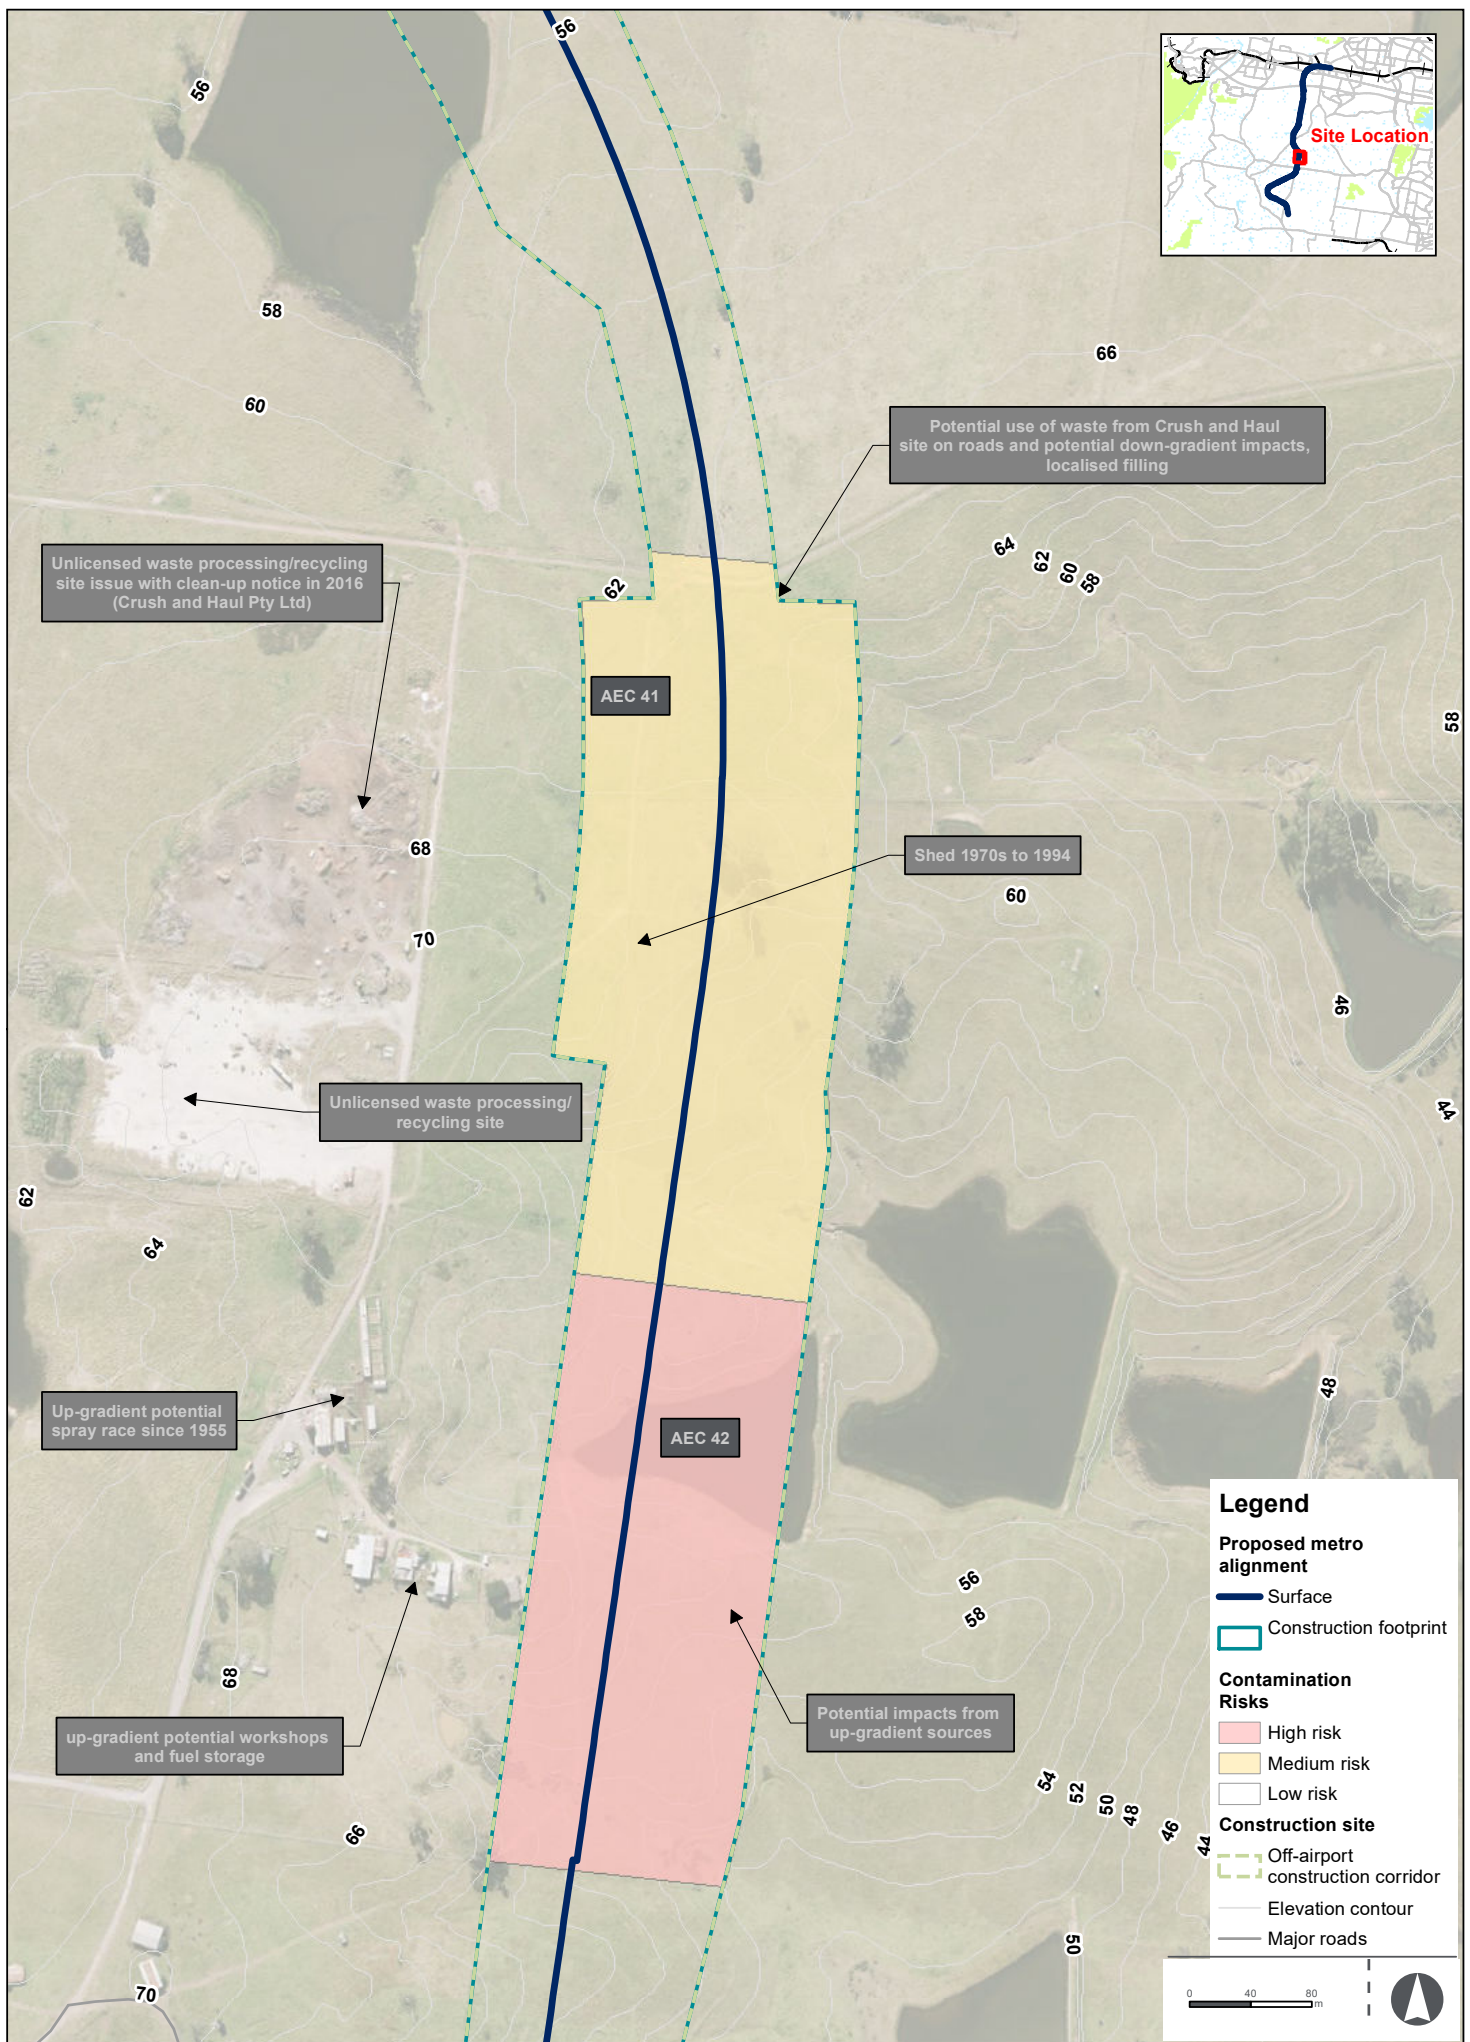 56
56
Site Location
58
66
60
Potential use of waste from Crush and Haul
site on roads and potential down-gradient impacts,
localised filling
64
62
60
58
Unlicensed waste processing/recycling
site issue with clean-up notice in 2016
(Crush and Haul Pty Ltd)
62
AEC 41
58
68
Shed 1970s to 1994
60
70
46
Unlicensed waste processing/
recycling site
44
62
64
48
Up-gradient potential
spray race since 1955
AEC 42
56
58
68
Potential impacts from
up-gradient sources
up-gradient potential workshops
and fuel storage
54
52
50
48
46
44
66
50
70
Legend
Proposed metro
alignment
Surface
Construction footprint
Contamination
Risks
High risk
Medium risk
Low risk
Construction site
Off-airport
construction corridor
Elevation contour
Major roads
0 40 80
m